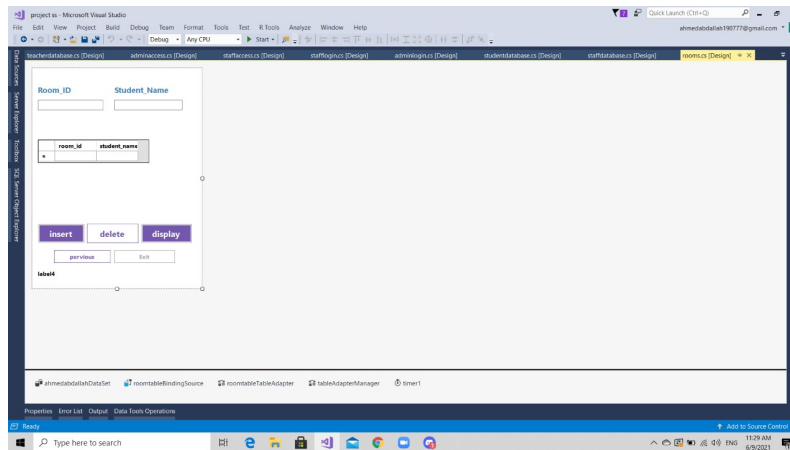 project ss - Microsoft Visual Studio
7
Quick Launch (Ctrl+Q)
File Edit View Project Build Debug Team Format Tools Test R Tools Analyze Window Help
ahmedabdallah190777@gmail.com
Debug Any CPU Start
teacherdatabase.cs [Design] adminaccess.cs [Design] staffaccess.cs [Design] stafflogin.cs [Design] adminlogin.cs [Design] studentdatabase.cs [Design] staffdatabase.cs [Design] rooms.cs [Design]
Data Sources
Server Explorer
Toolbox
SQL Server Object Explorer
Room_ID Student_Name
room_id student_name
insert delete display
pervious Exit
label4
ahmedabdallahDataSet roomtableBindingSource roomtableTableAdapter tableAdapterManager timer1
Properties Error List Output Data Tools Operations
Ready Add to Source Control
Type here to search
ENG 11:29 AM
6/9/2021